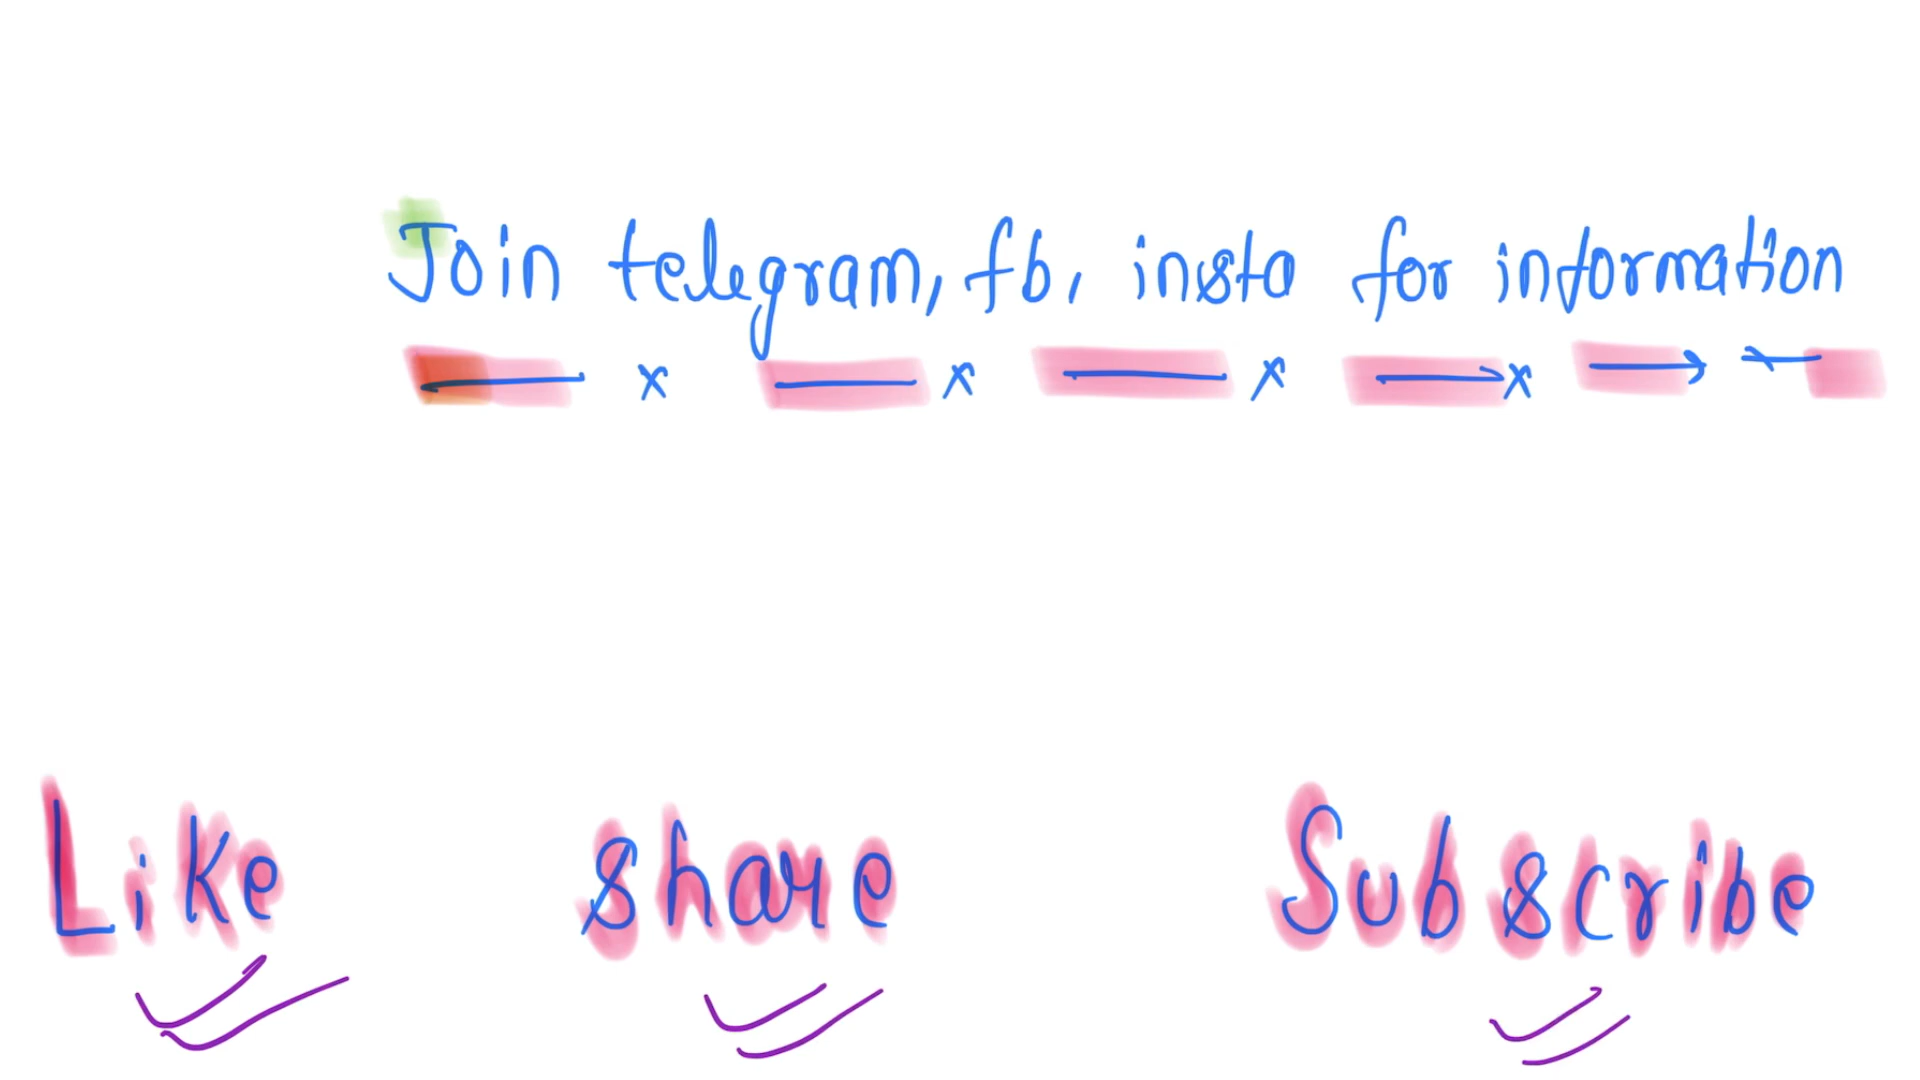 Join telegram, fb, insta for information
x x x x
Like share Subscribe